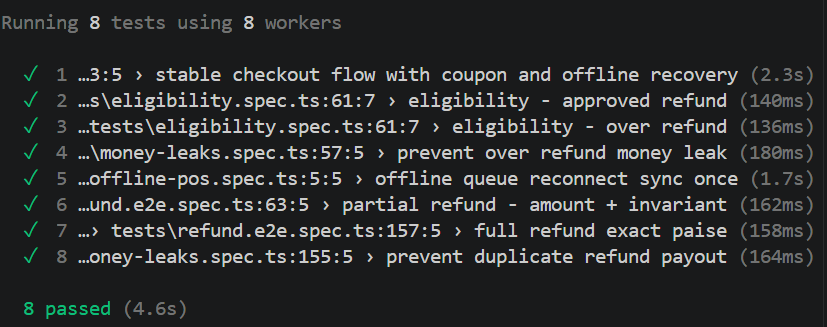 Running 8 tests using 8 workers
✓ 1 …3:5 › stable checkout flow with coupon and offline recovery (2.3s)
✓ 2 …s\eligibility.spec.ts:61:7 › eligibility - approved refund (140ms)
✓ 3 …tests\eligibility.spec.ts:61:7 › eligibility - over refund (136ms)
✓ 4 …\money-leaks.spec.ts:57:5 › prevent over refund money leak (180ms)
✓ 5 …offline-pos.spec.ts:5:5 › offline queue reconnect sync once (1.7s)
✓ 6 …und.e2e.spec.ts:63:5 › partial refund - amount + invariant (162ms)
✓ 7 …› tests\refund.e2e.spec.ts:157:5 › full refund exact paise (158ms)
✓ 8 …oney-leaks.spec.ts:155:5 › prevent duplicate refund payout (164ms)
8 passed (4.6s)